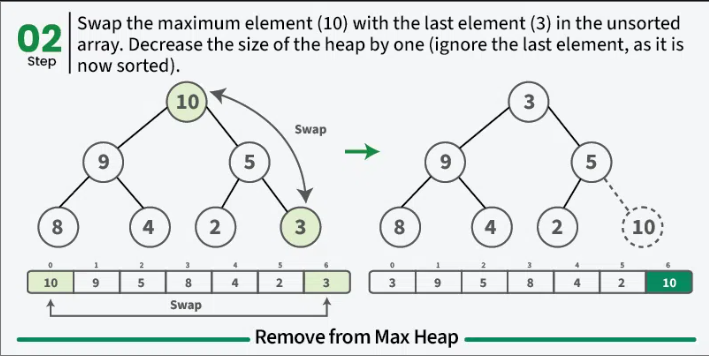 02
Step
Swap the maximum element (10) with the last element (3) in the unsorted
array. Decrease the size of the heap by one (ignore the last element, as it is
now sorted).
10
Swap
9 5
8 4 2 3
0 1 2 3 4 5 6
10 9 5 8 4 2 3
Swap
3
9 5
8 4 2 10
0 1 2 3 4 5 6
3 9 5 8 4 2 10
Remove from Max Heap